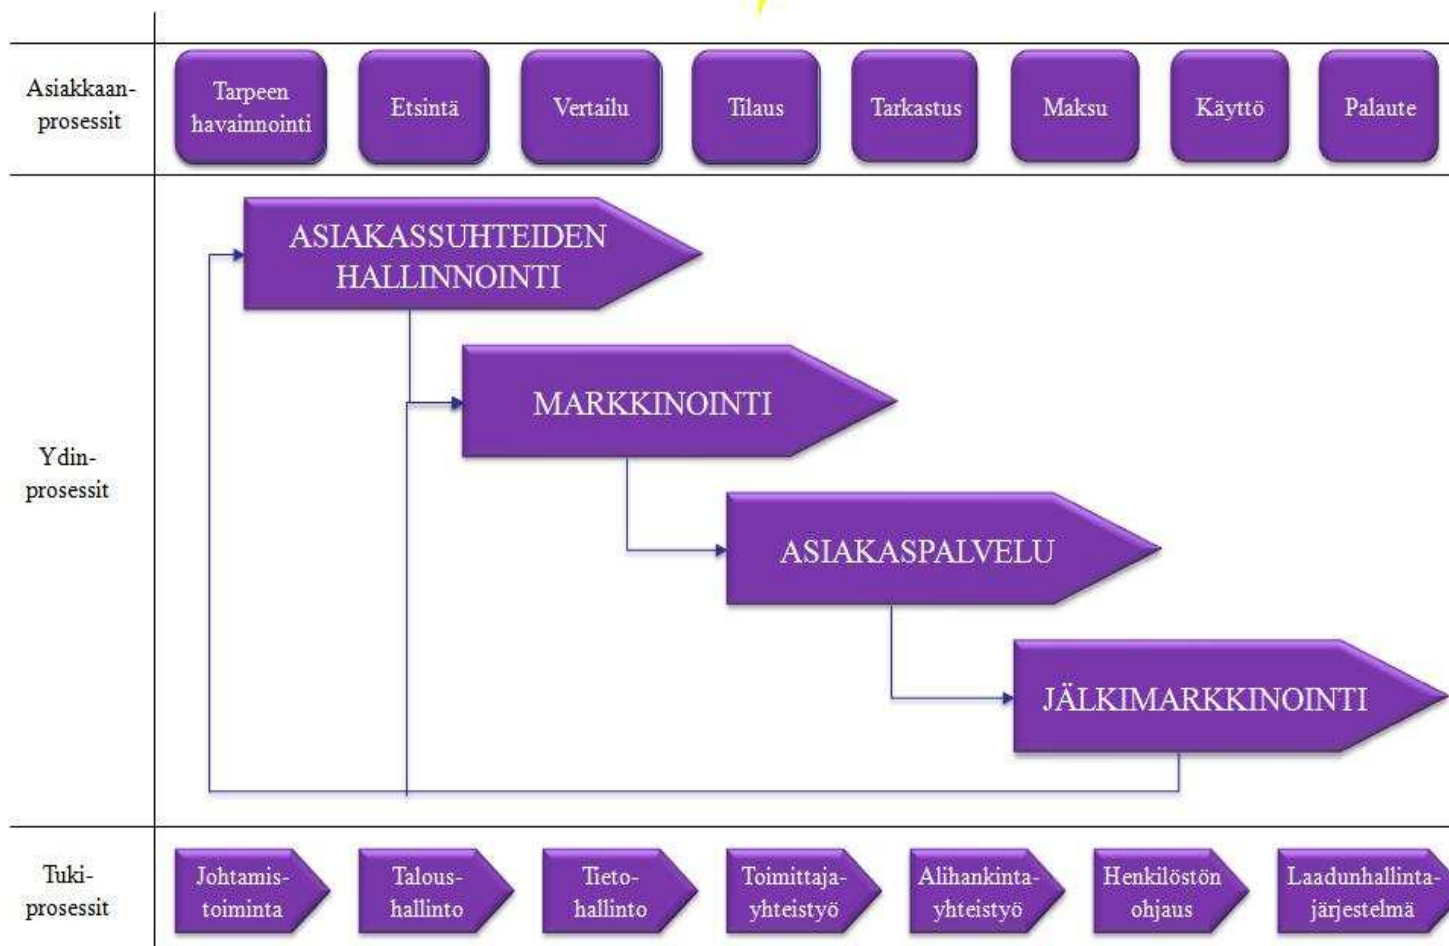 Asiakkaan-
prosessit
Tarpeen
havainnointi
Etsintä
Vertailu
Tilaus
Tarkastus
Maksu
Käyttö
Palaute
Ydin-
prosessit
ASIAKASSUHTEIDEN
HALLINNOINTI
MARKKINOINTI
ASIAKASPALVELU
JÄLKIMARKKINOINTI
Tuki-
prosessit
Johtamis-
toiminta
Talous-
hallinto
Tieto-
hallinto
Toimittaja-
yhteistyö
Alihankinta-
yhteistyö
Henkilöstön
ohjaus
Laadunhallinta-
järjestelmä